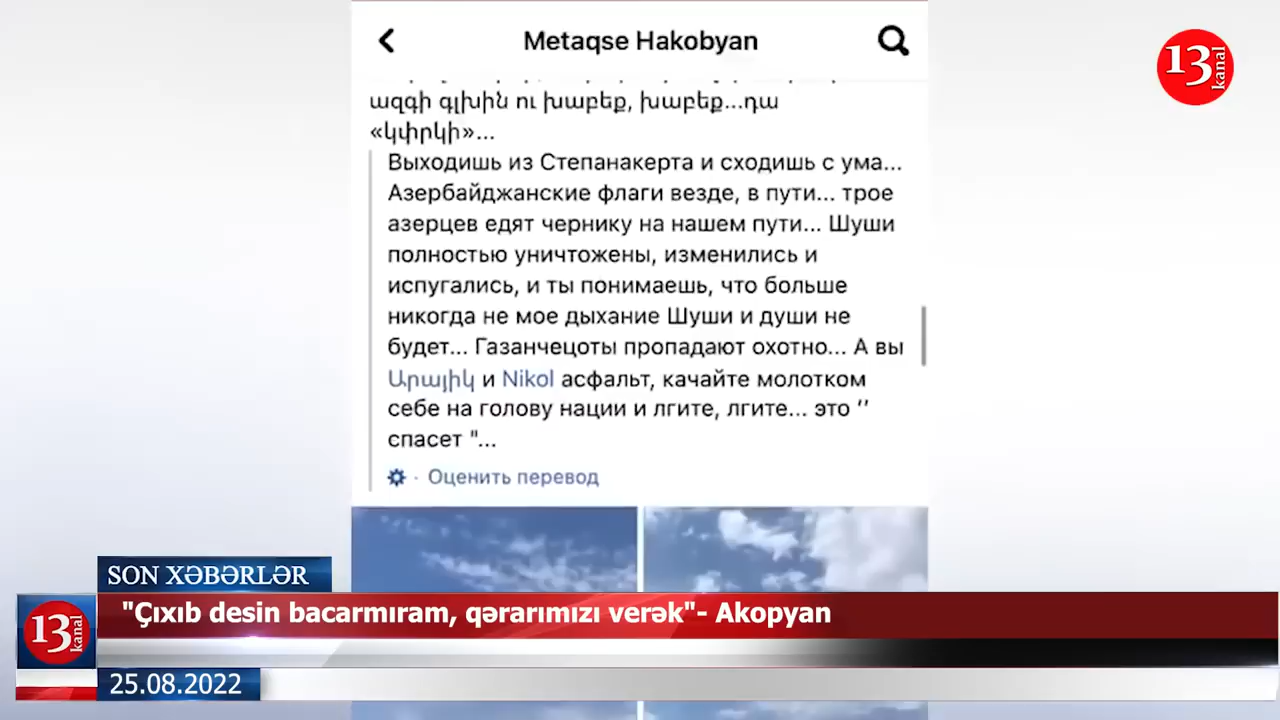 Metaqse Hakobyan
13 kanal
ազգի գլխին ու խաբեք, խաբեք...դա
«կփրկի»...
Выходишь из Степанакерта и сходишь с ума...
Азербайджанские флаги везде, в пути... трое
азерцев едят чернику на нашем пути... Шуши
полностью уничтожены, изменились и
испугались, и ты понимаешь, что больше
никогда не мое дыхание Шуши и души не
будет... Газанчецоты пропадают охотно... А вы
Արայիկ и Nikol асфальт, качайте молотком
себе на голову нации и лгите, лгите... это ‘’
спасет "...
· Оценить перевод
SON XƏBƏRLƏR
"Çıxıb desin bacarmıram, qərarımızı verək"- Akopyan
13 kanal
25.08.2022